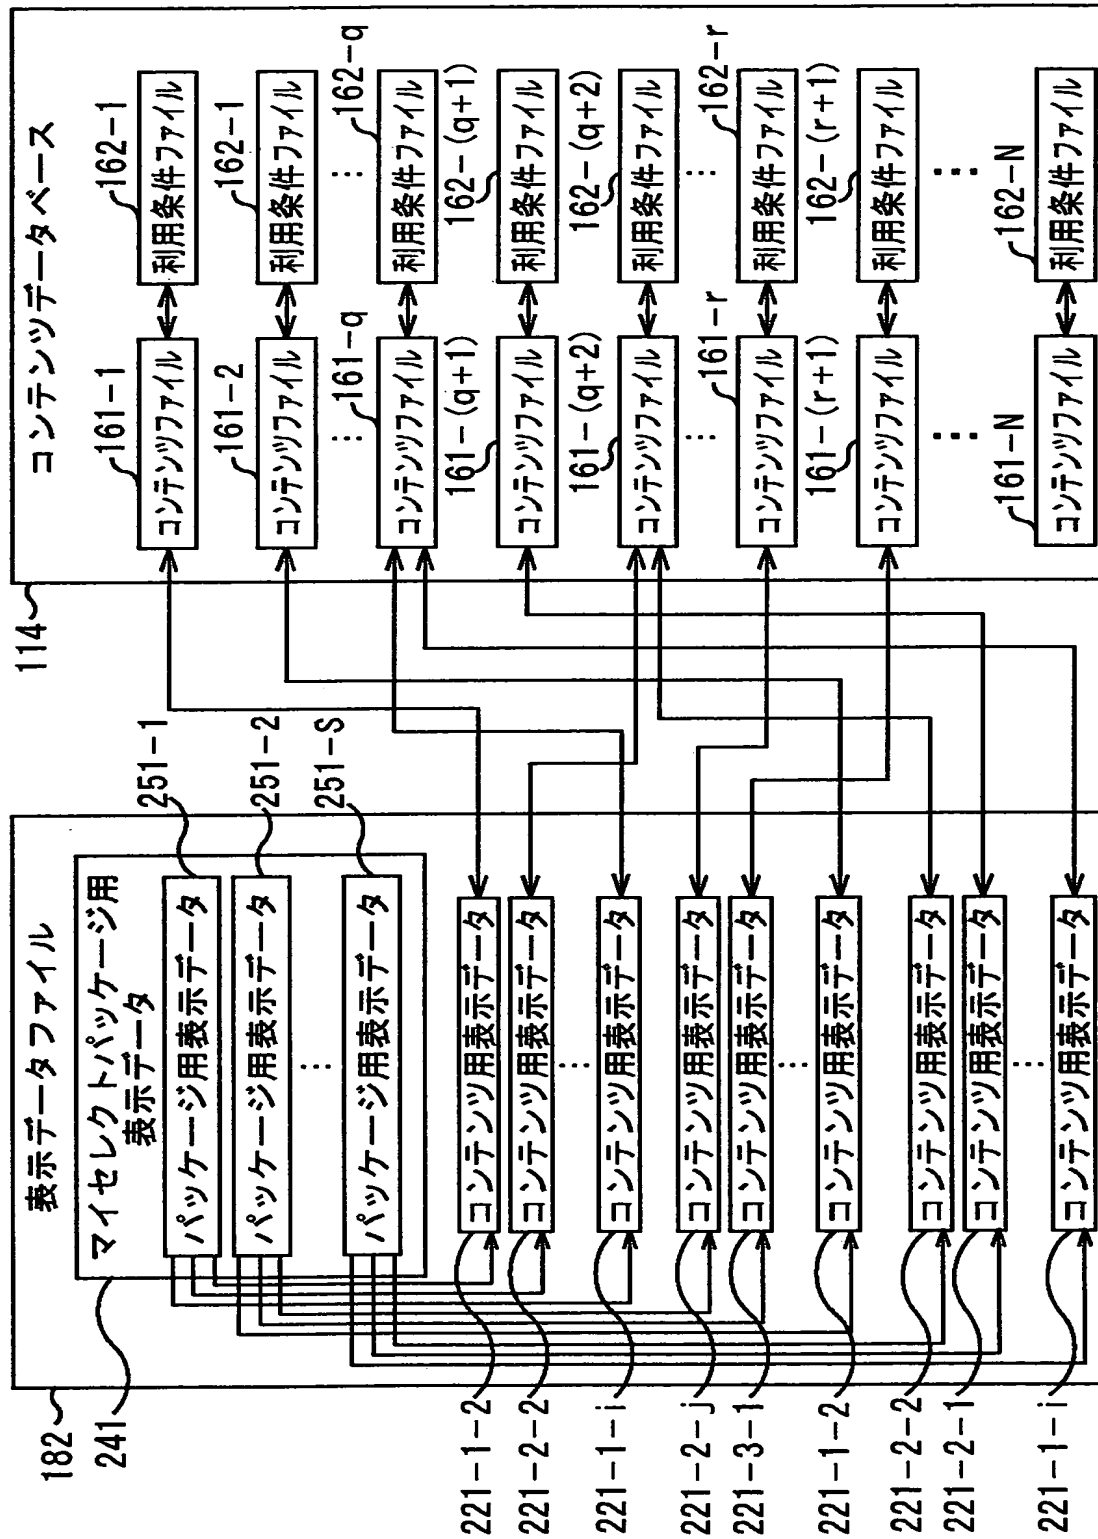 表示データファイル
182
241
マイセレクトパッケージ用
表示データ
パッケージ用表示データ
251-1
パッケージ用表示データ
251-2
⋮
パッケージ用表示データ
251-S
221-1-2
コンテンツ用表示データ
221-2-2
コンテンツ用表示データ
⋮
221-1-i
コンテンツ用表示データ
221-2-j
コンテンツ用表示データ
221-3-1
コンテンツ用表示データ
⋮
221-1-2
コンテンツ用表示データ
221-2-2
コンテンツ用表示データ
221-2-1
コンテンツ用表示データ
⋮
221-1-i
コンテンツ用表示データ
114
コンテンツデータベース
161-1
コンテンツファイル
162-1
利用条件ファイル
161-2
コンテンツファイル
162-1
利用条件ファイル
⋮
⋮
161-q
コンテンツファイル
162-q
利用条件ファイル
161-(q+1)
コンテンツファイル
162-(q+1)
利用条件ファイル
161-(q+2)
コンテンツファイル
162-(q+2)
利用条件ファイル
⋮
⋮
161-r
コンテンツファイル
162-r
利用条件ファイル
161-(r+1)
コンテンツファイル
162-(r+1)
利用条件ファイル
⋮
⋮
161-N
コンテンツファイル
162-N
利用条件ファイル